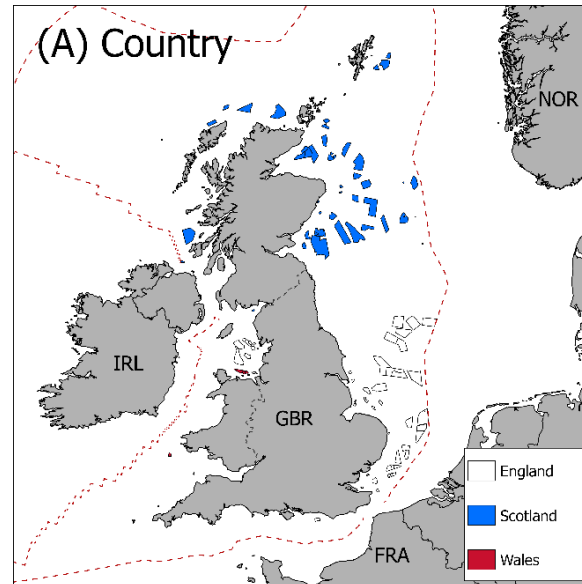 (A) Country
NOR
IRL
GBR
FRA
England
Scotland
Wales